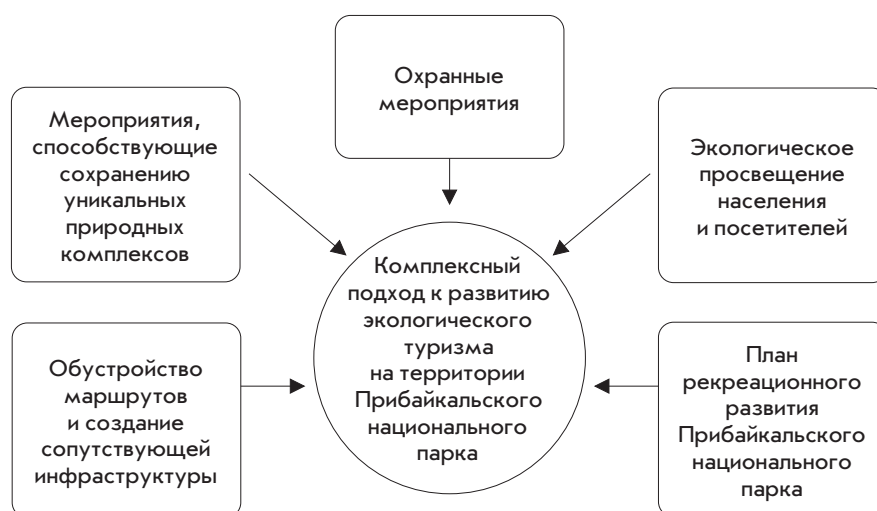 Охранные
мероприятия
Мероприятия,
способствующие
сохранению
уникальных
природных
комплексов
Экологическое
просвещение
населения
и посетителей
Комплексный
подход к развитию
экологического
туризма
на территории
Прибайкальского
национального
парка
Обустройство
маршрутов
и создание
сопутствующей
инфраструктуры
План
рекреационного
развития
Прибайкальского
национального
парка